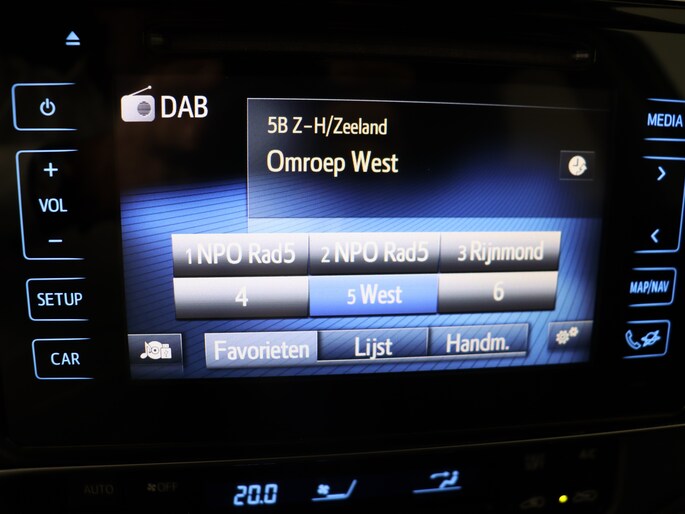 DAB
5B Z-H/Zeeland
Omroep West
1 NPO Rad5 2 NPO Rad5 3 Rijnmond
4 5 West 6
Favorieten Lijst Handm.
VOL
SETUP
CAR
MEDIA
MAP/NAV
AUTO OFF 20.0 A/C